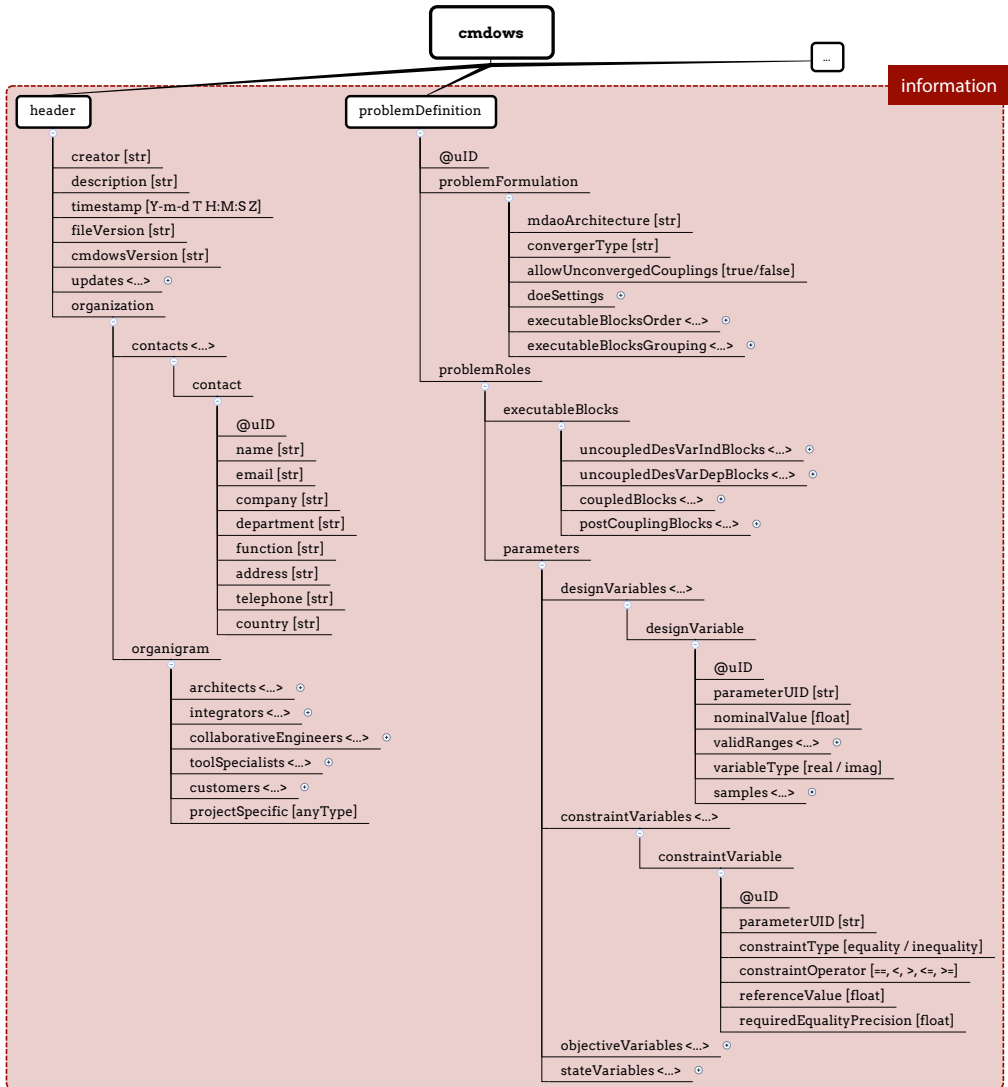 cmdows
...
information
header
creator [str]
description [str]
timestamp [Y-m-d T H:M:S Z]
fileVersion [str]
cmdowsVersion [str]
updates <...>
organization
contacts <...>
contact
@uID
name [str]
email [str]
company [str]
department [str]
function [str]
address [str]
telephone [str]
country [str]
organigram
architects <...>
integrators <...>
collaborativeEngineers <...>
toolSpecialists <...>
customers <...>
projectSpecific [anyType]
problemDefinition
@uID
problemFormulation
mdaoArchitecture [str]
convergerType [str]
allowUnconvergedCouplings [true/false]
doeSettings
executableBlocksOrder <...>
executableBlocksGrouping <...>
problemRoles
executableBlocks
uncoupledDesVarIndBlocks <...>
uncoupledDesVarDepBlocks <...>
coupledBlocks <...>
postCouplingBlocks <...>
parameters
designVariables <...>
designVariable
@uID
parameterUID [str]
nominalValue [float]
validRanges <...>
variableType [real / imag]
samples <...>
constraintVariables <...>
constraintVariable
@uID
parameterUID [str]
constraintType [equality / inequality]
constraintOperator [==, <, >, <=, >=]
referenceValue [float]
requiredEqualityPrecision [float]
objectiveVariables <...>
stateVariables <...>